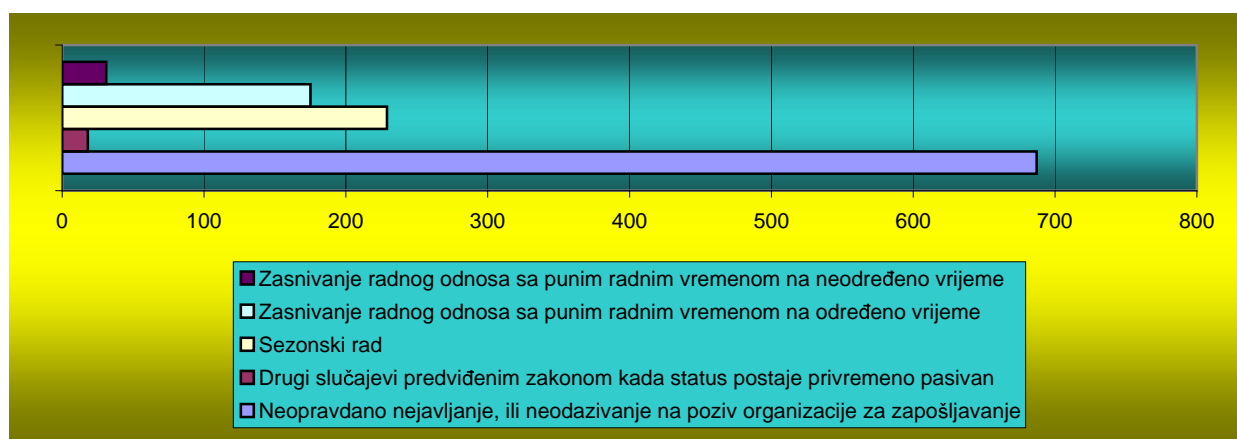 0 100 200 300 400 500 600 700 800
Zasnivanje radnog odnosa sa punim radnim vremenom na neodređeno vrijeme
Zasnivanje radnog odnosa sa punim radnim vremenom na određeno vrijeme
Sezonski rad
Drugi slučajevi predviđenim zakonom kada status postaje privremeno pasivan
Neopravdano nejavljanje, ili neodazivanje na poziv organizacije za zapošljavanje